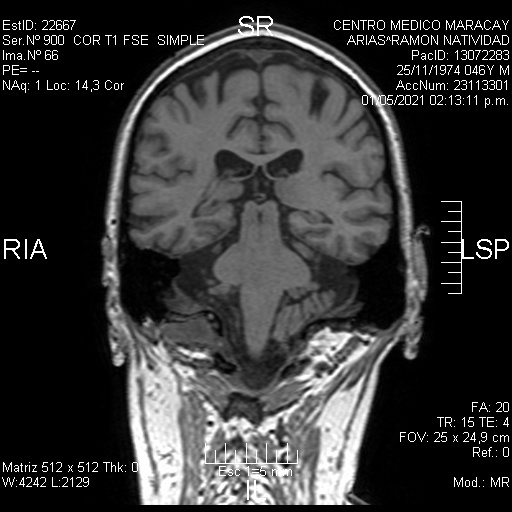 EstID: 22667
Ser.Nº 900 COR T1 FSE SIMPLE
Ima.Nº 66
PE= --
NAq: 1 Loc: 14,3 Cor
SR
CENTRO MEDICO MARACAY
ARIAS^RAMON NATIVIDAD
PacID: 13072283
25/11/1974 046Y M
AccNum: 23113301
01/05/2021 02:13:11 p.m.
RIA
LSP
FA: 20
TR: 15 TE: 4
FOV: 25 x 24,9 cm
Ref.: 0
Mod.: MR
Matriz 512 x 512 Thk: 0
W:4242 L:2129
Esc 1=5 mm